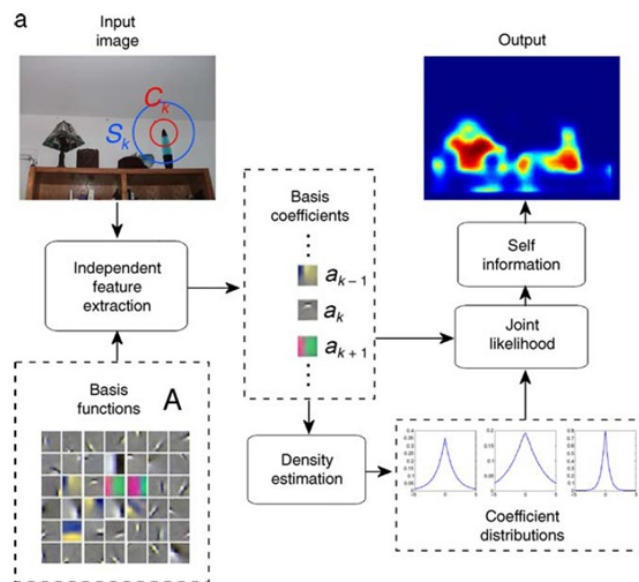 a
Input
image
Output
C_k
S_k
Basis
coefficients
a_{k-1}
a_k
a_{k+1}
Independent
feature
extraction
Self
information
Joint
likelihood
Basis
functions
A
Density
estimation
Coefficient
distributions